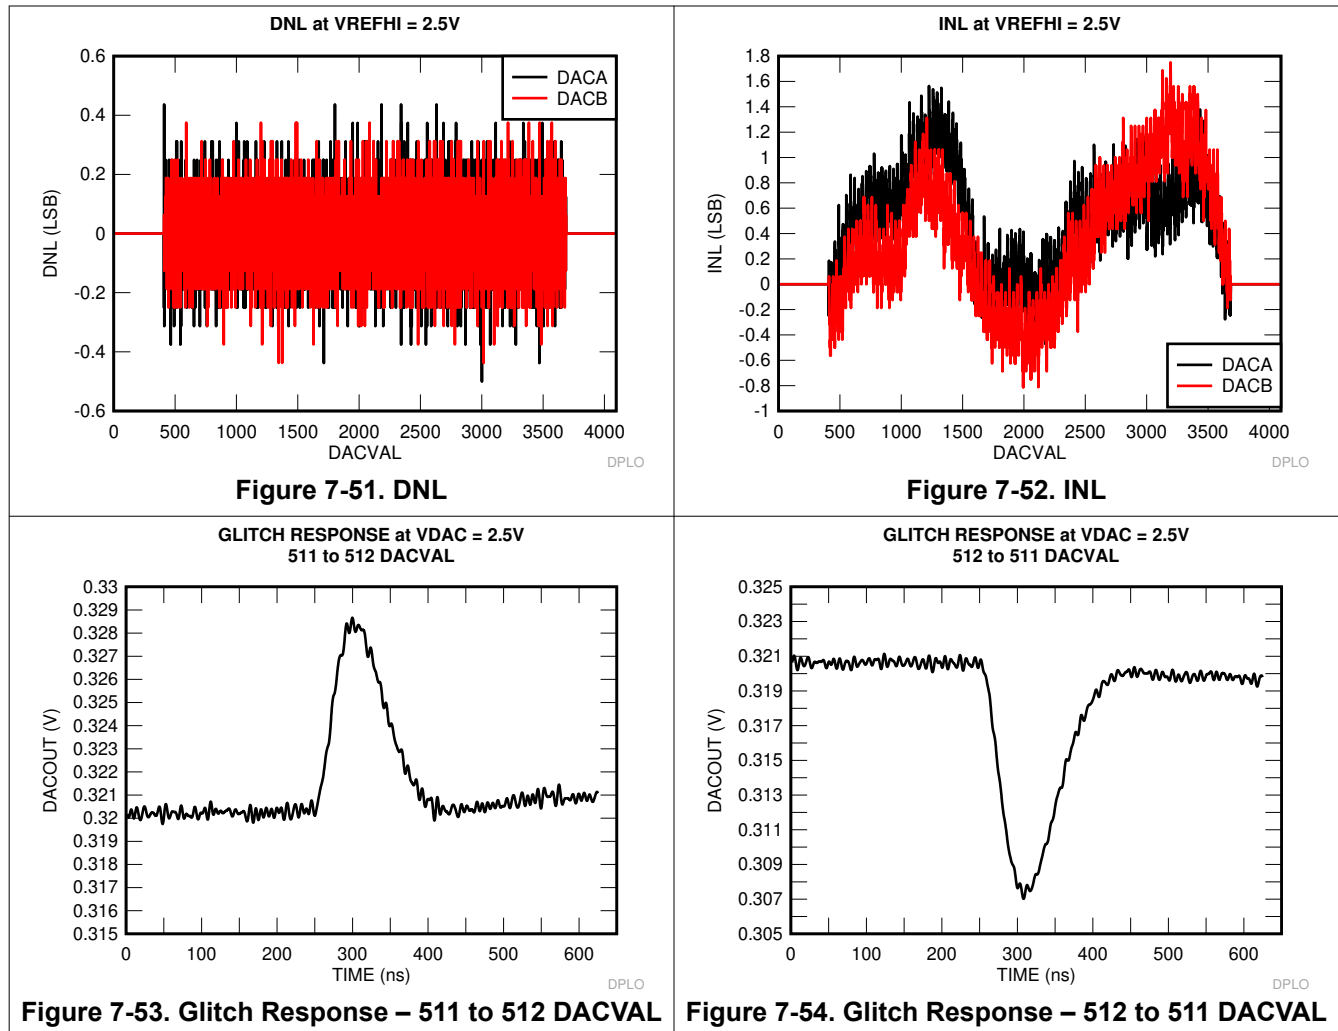 DNL at VREFHI = 2.5V
0.6
0.4
0.2
0
-0.2
-0.4
-0.6
DNL (LSB)
DACA
DACB
0 500 1000 1500 2000 2500 3000 3500 4000
DACVAL
DPLO
Figure 7-51. DNL
INL at VREFHI = 2.5V
1.8
1.6
1.4
1.2
1
0.8
0.6
0.4
0.2
0
-0.2
-0.4
-0.6
-0.8
-1
INL (LSB)
DACA
DACB
0 500 1000 1500 2000 2500 3000 3500 4000
DACVAL
DPLO
Figure 7-52. INL
GLITCH RESPONSE at VDAC = 2.5V
511 to 512 DACVAL
0.33
0.329
0.328
0.327
0.326
0.325
0.324
0.323
0.322
0.321
0.32
0.319
0.318
0.317
0.316
0.315
DACOUT (V)
0 100 200 300 400 500 600
TIME (ns)
DPLO
Figure 7-53. Glitch Response – 511 to 512 DACVAL
GLITCH RESPONSE at VDAC = 2.5V
512 to 511 DACVAL
0.325
0.323
0.321
0.319
0.317
0.315
0.313
0.311
0.309
0.307
0.305
DACOUT (V)
0 100 200 300 400 500 600
TIME (ns)
DPLO
Figure 7-54. Glitch Response – 512 to 511 DACVAL